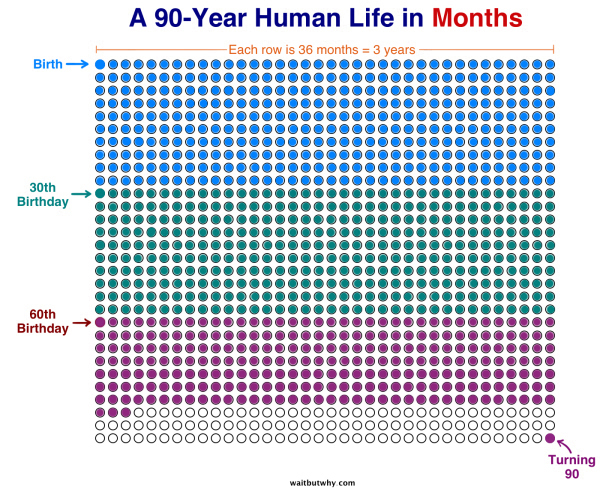 A 90-Year Human Life in Months
Each row is 36 months = 3 years
Birth
30th
Birthday
60th
Birthday
Turning
90
waitbutwhy.com